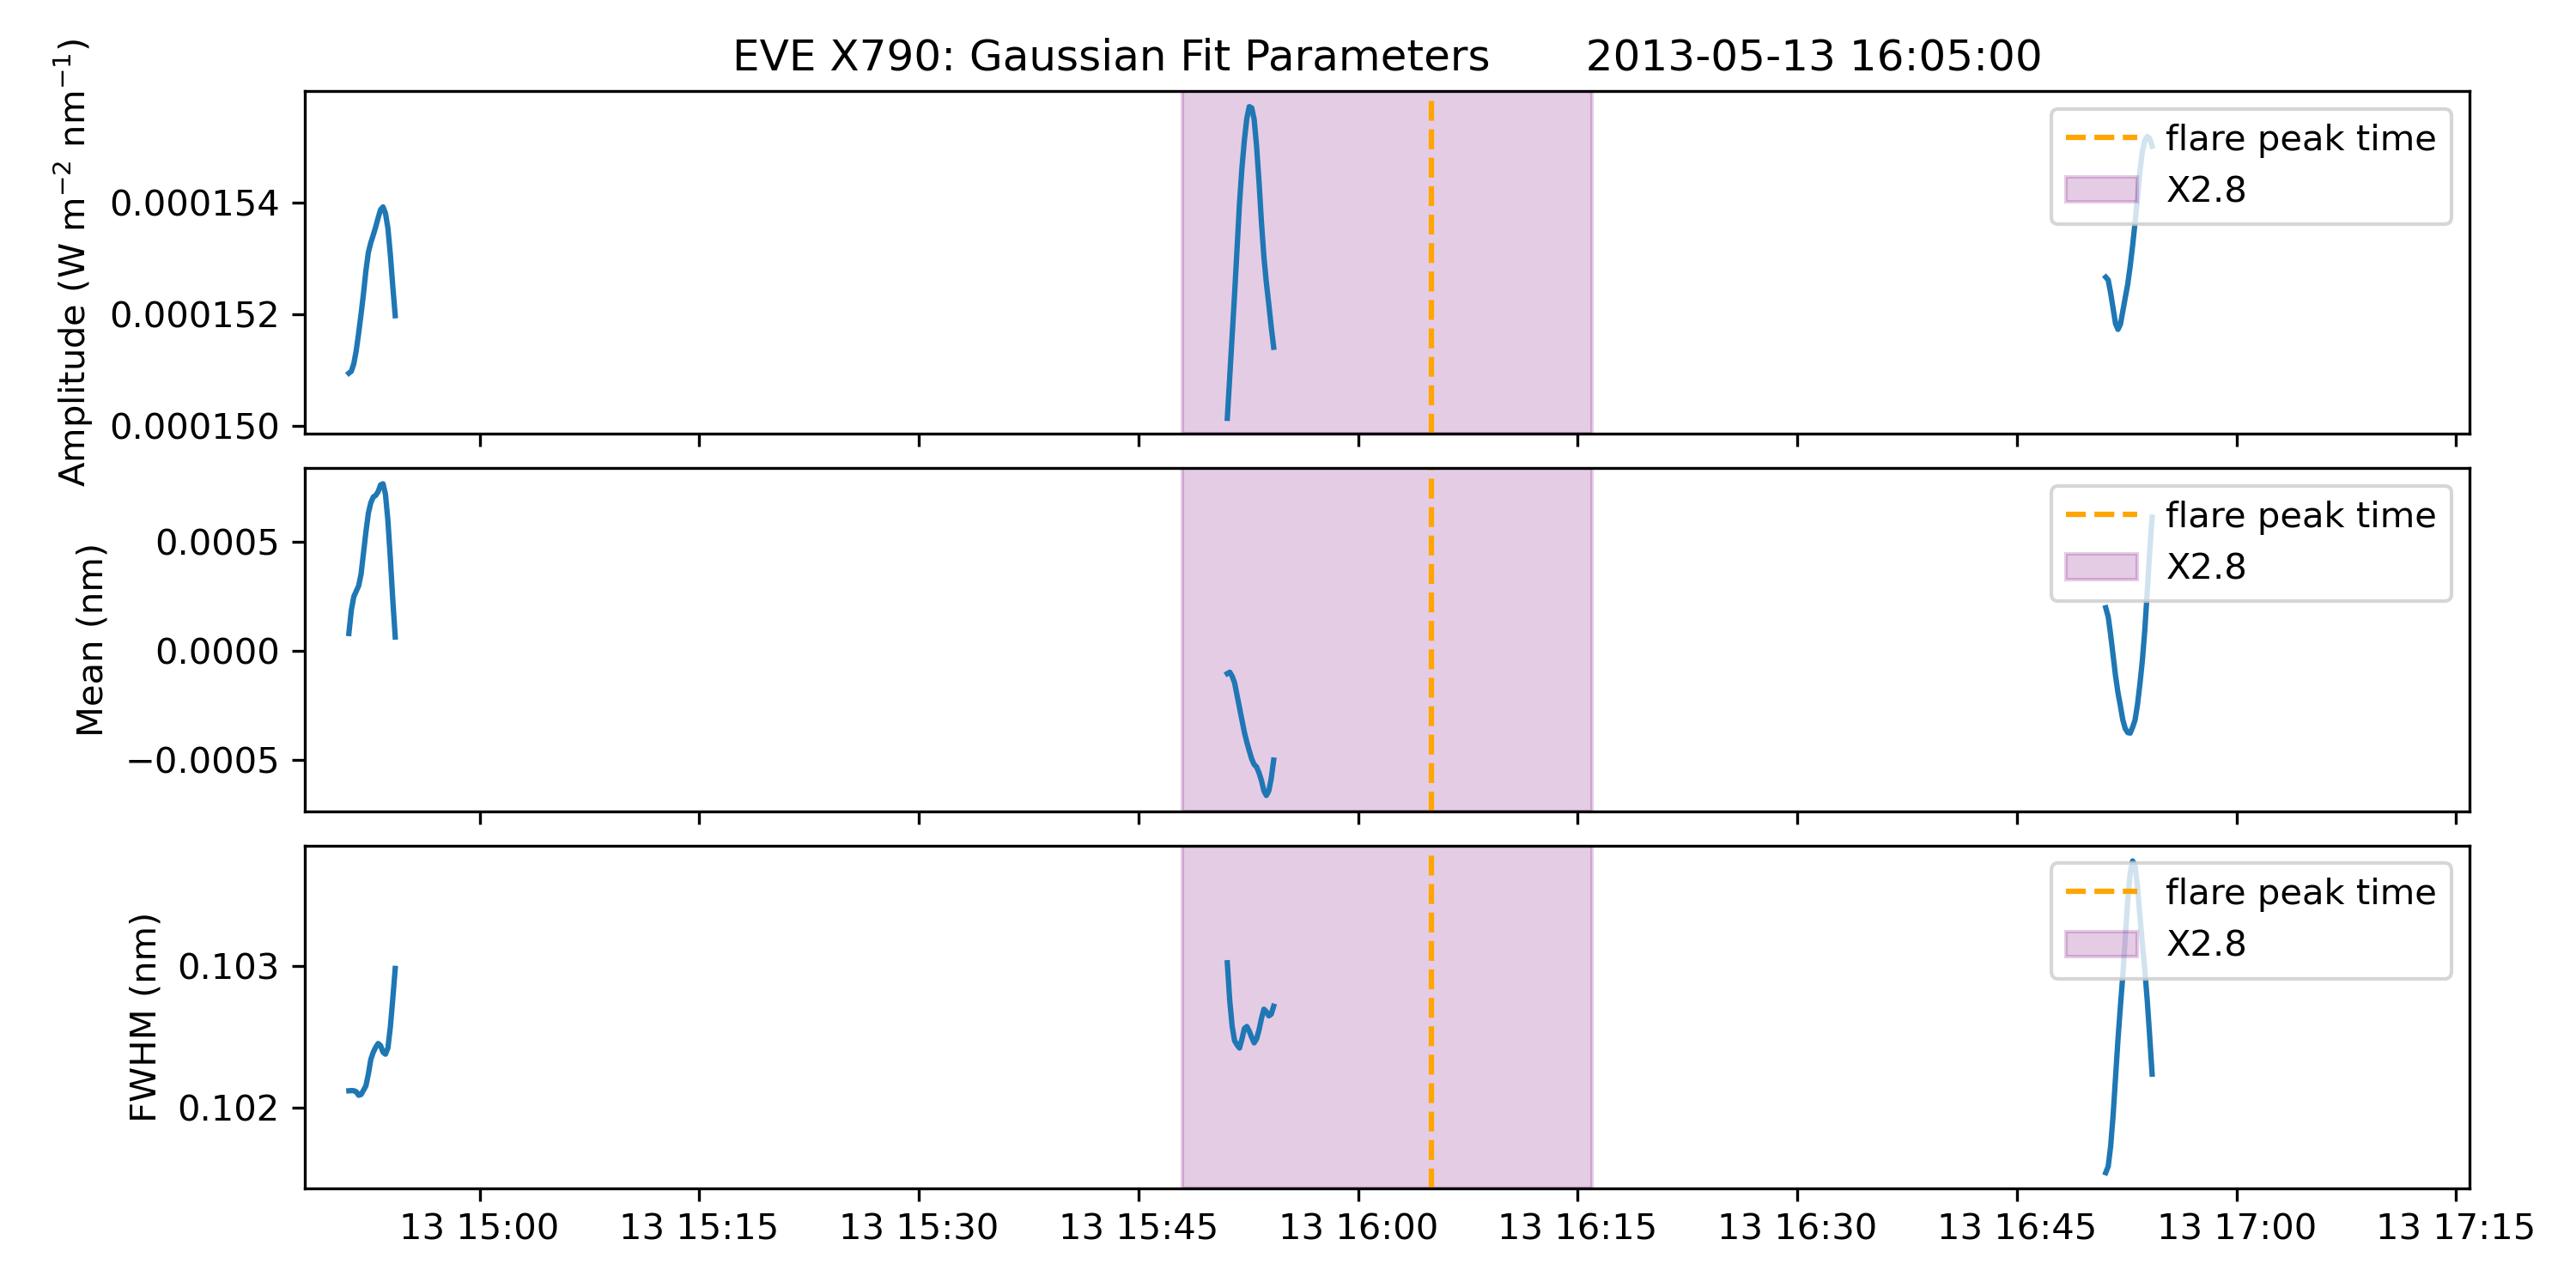 EVE X790: Gaussian Fit Parameters 2013-05-13 16:05:00
Amplitude (W m⁻² nm⁻¹)
0.000154
0.000152
0.000150
flare peak time
X2.8
Mean (nm)
0.0005
0.0000
−0.0005
flare peak time
X2.8
FWHM (nm)
0.103
0.102
flare peak time
X2.8
13 15:00 13 15:15 13 15:30 13 15:45 13 16:00 13 16:15 13 16:30 13 16:45 13 17:00 13 17:15